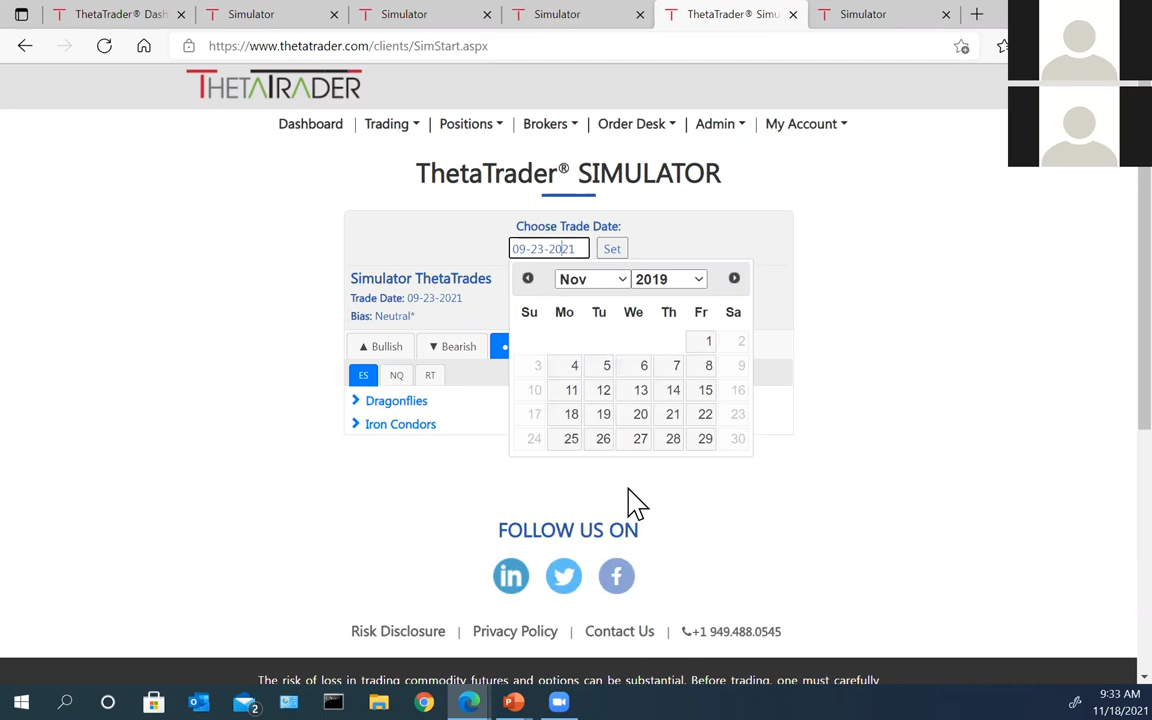 ThetaTrader® Dash
Simulator
Simulator
Simulator
ThetaTrader® Simu
Simulator
https://www.thetatrader.com/clients/SimStart.aspx
THETATRADER
Dashboard | Trading | Positions | Brokers | Order Desk | Admin | My Account
ThetaTrader® SIMULATOR
Choose Trade Date:
09-23-2021 Set
Nov 2019
Su Mo Tu We Th Fr Sa
1 2
3 4 5 6 7 8 9
10 11 12 13 14 15 16
17 18 19 20 21 22 23
24 25 26 27 28 29 30
Simulator ThetaTrades
Trade Date: 09-23-2021
Bias: Neutral*
▲ Bullish ▼ Bearish
ES NQ RT
Dragonflies
Iron Condors
FOLLOW US ON
in
f
Risk Disclosure | Privacy Policy | Contact Us | +1 949.488.0545
The risk of loss in trading commodity futures and options can be substantial. Before trading, one must carefully
2
9:33 AM
11/18/2021